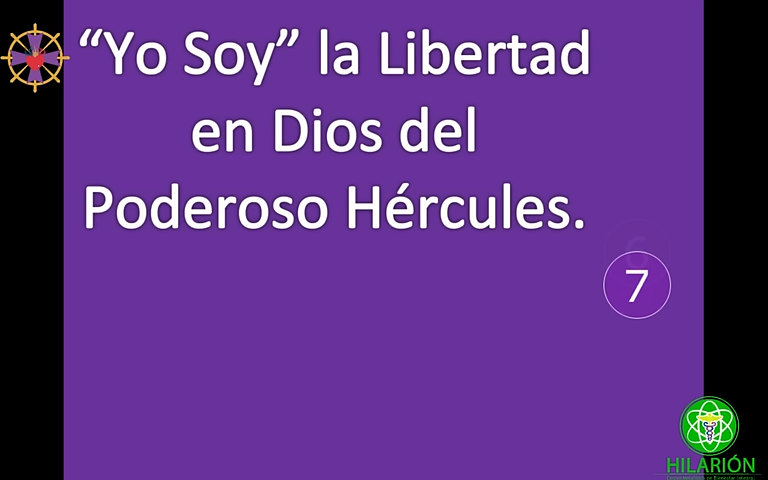 “Yo Soy” la Libertad
en Dios del
Poderoso Hércules.
7
HILARIÓN